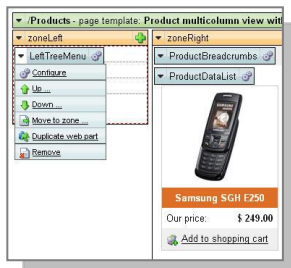 /Products - page template: Product multicolumn view wit
zoneLeft
zoneRight
LeftTreeMenu
ProductBreadcrumbs
Configure
ProductDataList
Up ...
Down ...
Move to zone ...
Duplicate web part
Remove
Samsung SGH E250
Our price: $ 249.00
Add to shopping cart